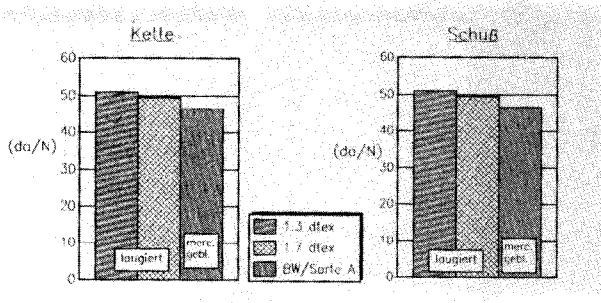 Kette
60
50
40
30
20
10
0
(da/N)
laugiert
merc.
gebl.
1.3 dtex
1.7 dtex
BW/Sorte A
Schuß
60
50
40
30
20
10
0
(da/N)
laugiert
merc.
gebl.